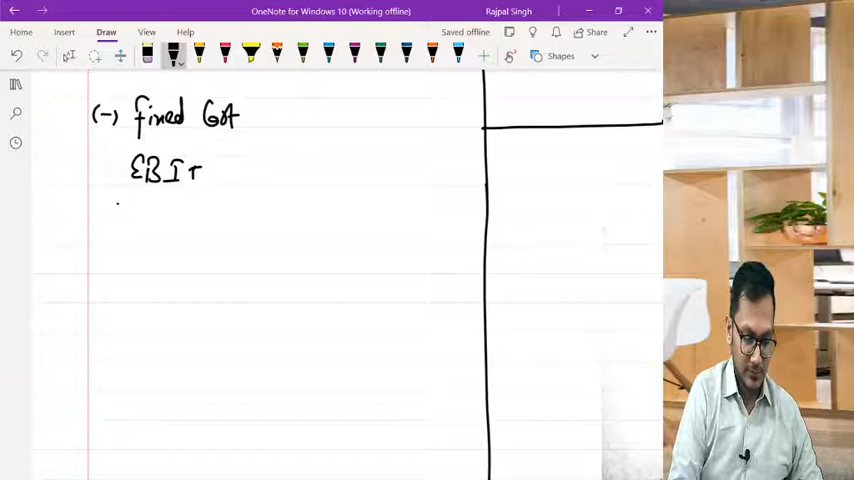 OneNote for Windows 10 (Working offline)
Rajpal Singh
Home Insert Draw View Help
Saved offline
Share
Shapes
(-) fixed
EBIT